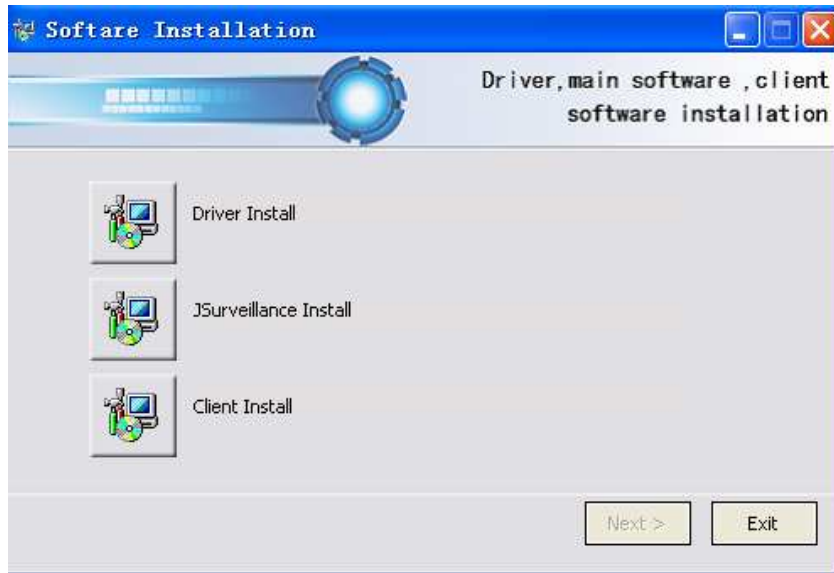 Softare Installation
Driver,main software ,client
software installation
Driver Install
JSurveillance Install
Client Install
Next >
Exit